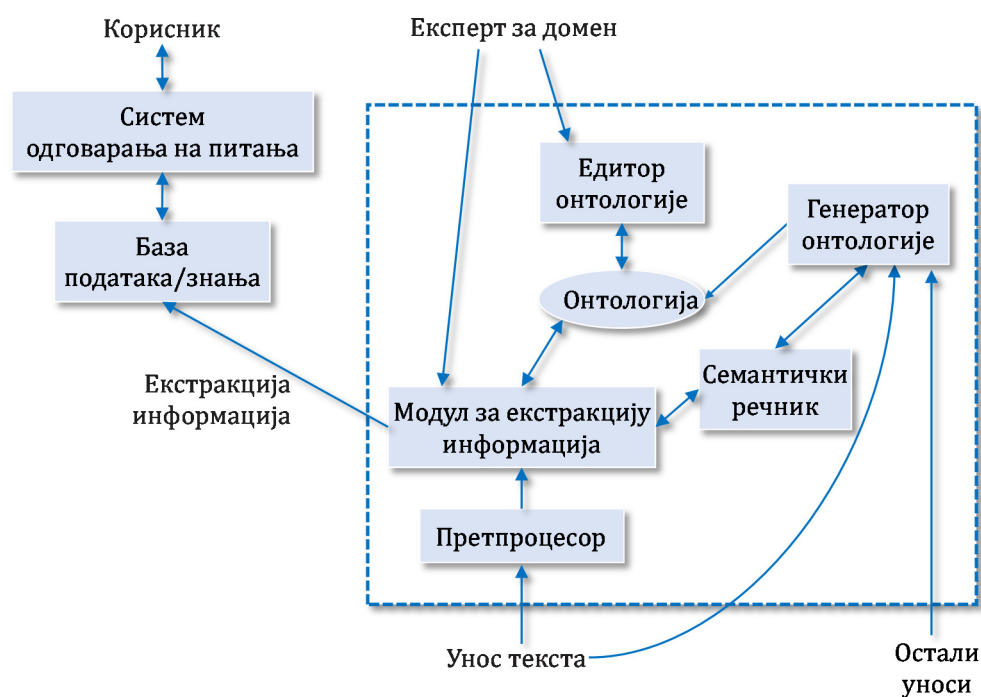 Корисник
Експерт за домен
Систем
одговарања на питања
Едитор
онтологије
Генератор
онтологије
База
података/знања
Онтологија
Екстракција
информација
Семантички
речник
Модул за екстракцију
информација
Претпроцесор
Унос текста
Остали
уноси